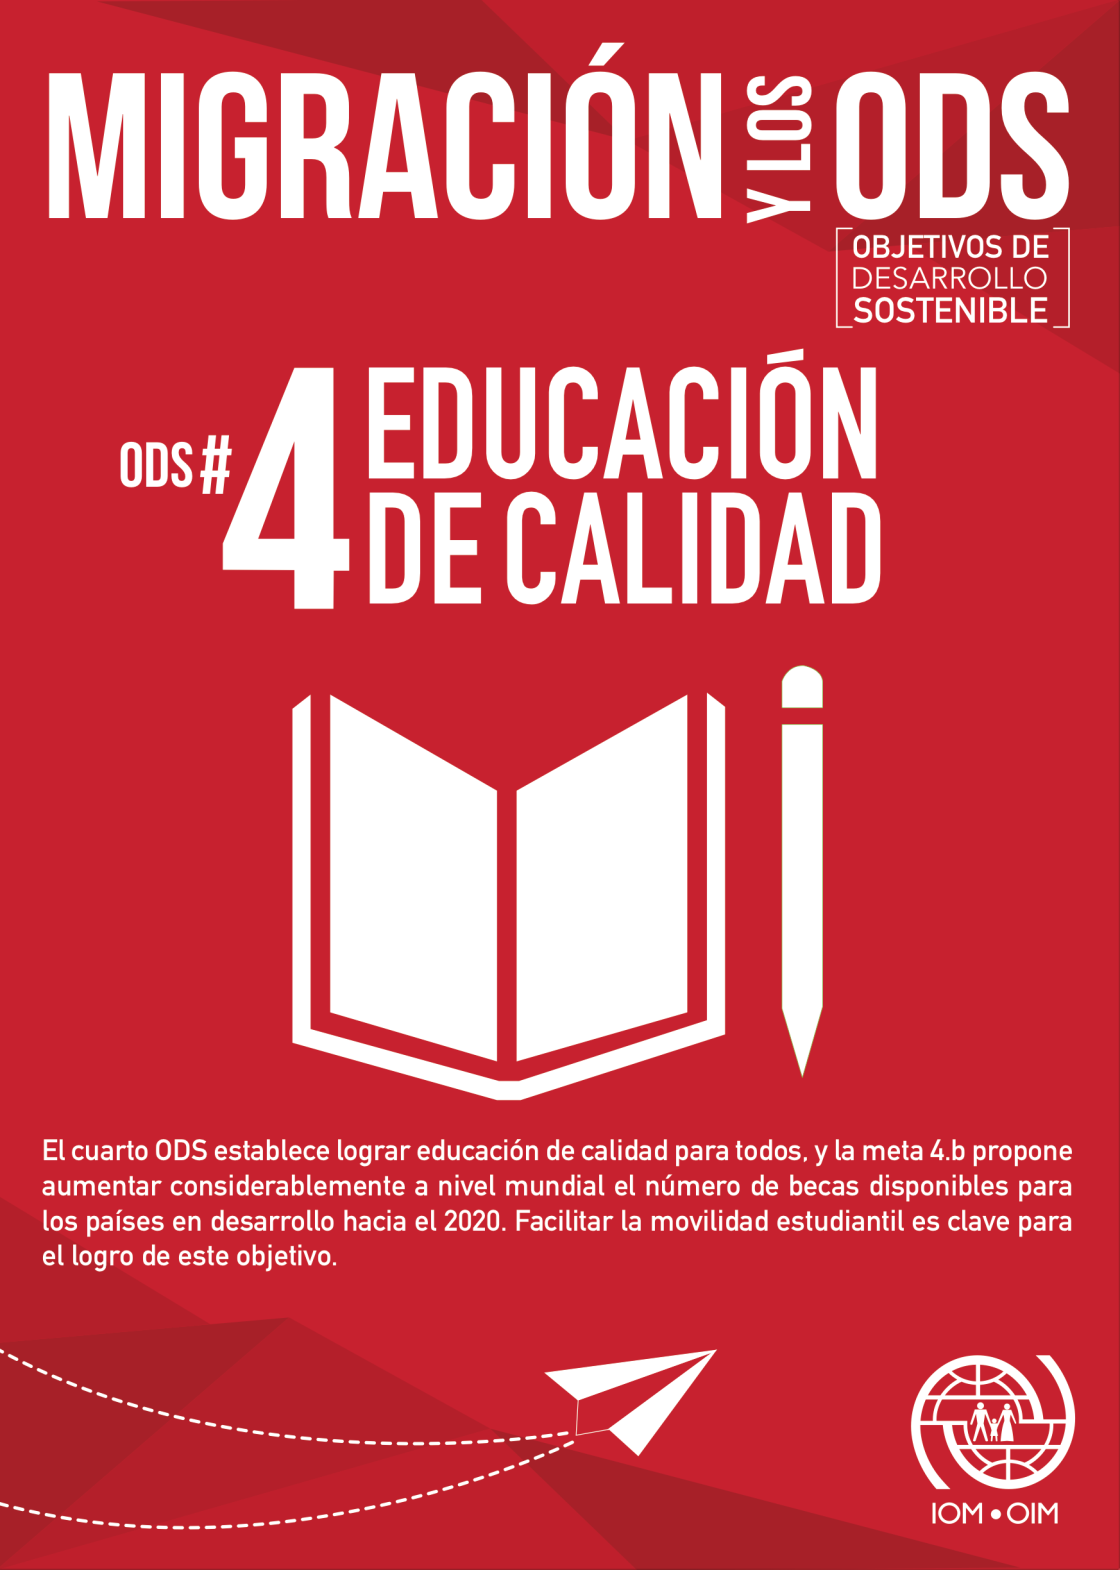 MIGRACIÓN Y LOS ODS
OBJETIVOS DE
DESARROLLO
SOSTENIBLE
ODS #4
EDUCACIÓN
DE CALIDAD
El cuarto ODS establece lograr educación de calidad para todos, y la meta 4.b propone
aumentar considerablemente a nivel mundial el número de becas disponibles para
los países en desarrollo hacia el 2020. Facilitar la movilidad estudiantil es clave para
el logro de este objetivo.
IOM • OIM